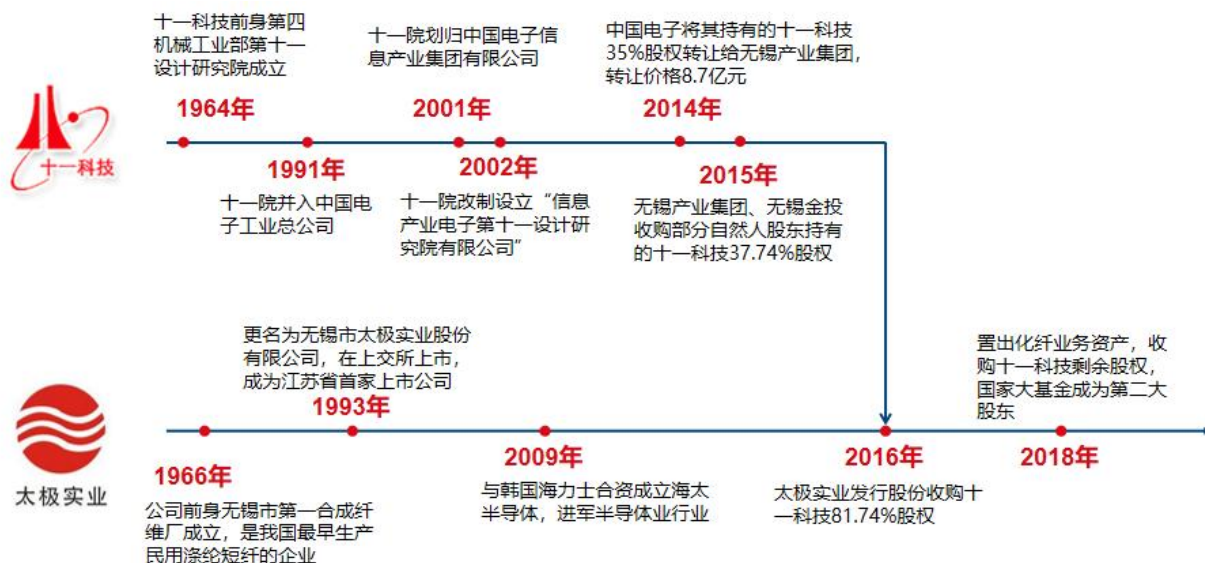 十一科技前身第四
机械工业部第十一
设计研究院成立
1964年
十一院划归中国电子信
息产业集团有限公司
2001年
中国电子将其持有的十一科技
35%股权转让给无锡产业集团，
转让价格8.7亿元
2014年
十一科技
1991年
十一院并入中国电
子工业总公司
2002年
十一院改制设立“信息
产业电子第十一设计研
究院有限公司”
2015年
无锡产业集团、无锡金投
收购部分自然人股东持有
的十一科技37.74%股权
更名为无锡市太极实业股份
有限公司，在上交所上市，
成为江苏省首家上市公司
1993年
置出化纤业务资产，收
购十一科技剩余股权，
国家大基金成为第二大
股东
太极实业
1966年
公司前身无锡市第一合成纤
维厂成立，是我国最早生产
民用涤纶短纤的企业
2009年
与韩国海力士合资成立海太
半导体，进军半导体业行业
2016年
太极实业发行股份收购十
一科技81.74%股权
2018年